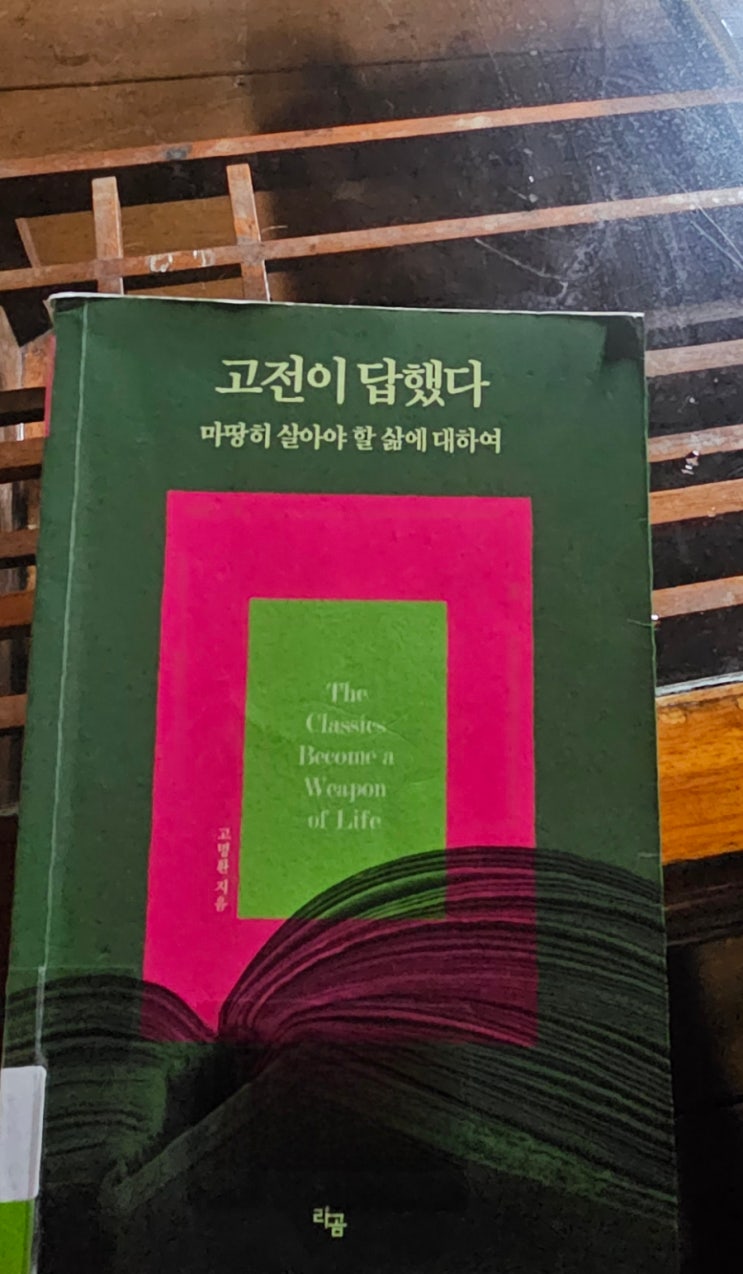 고전이 답했다
마땅히 살아야 할 삶에 대하여
The
Classics
Become a
Weapon
of Life
고명환 지음
라곰